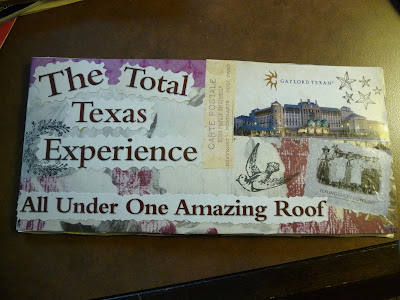 The Total
Texas
Experience
All Under One Amazing Roof
CARTE POSTALE
GAYLORD TEXAN